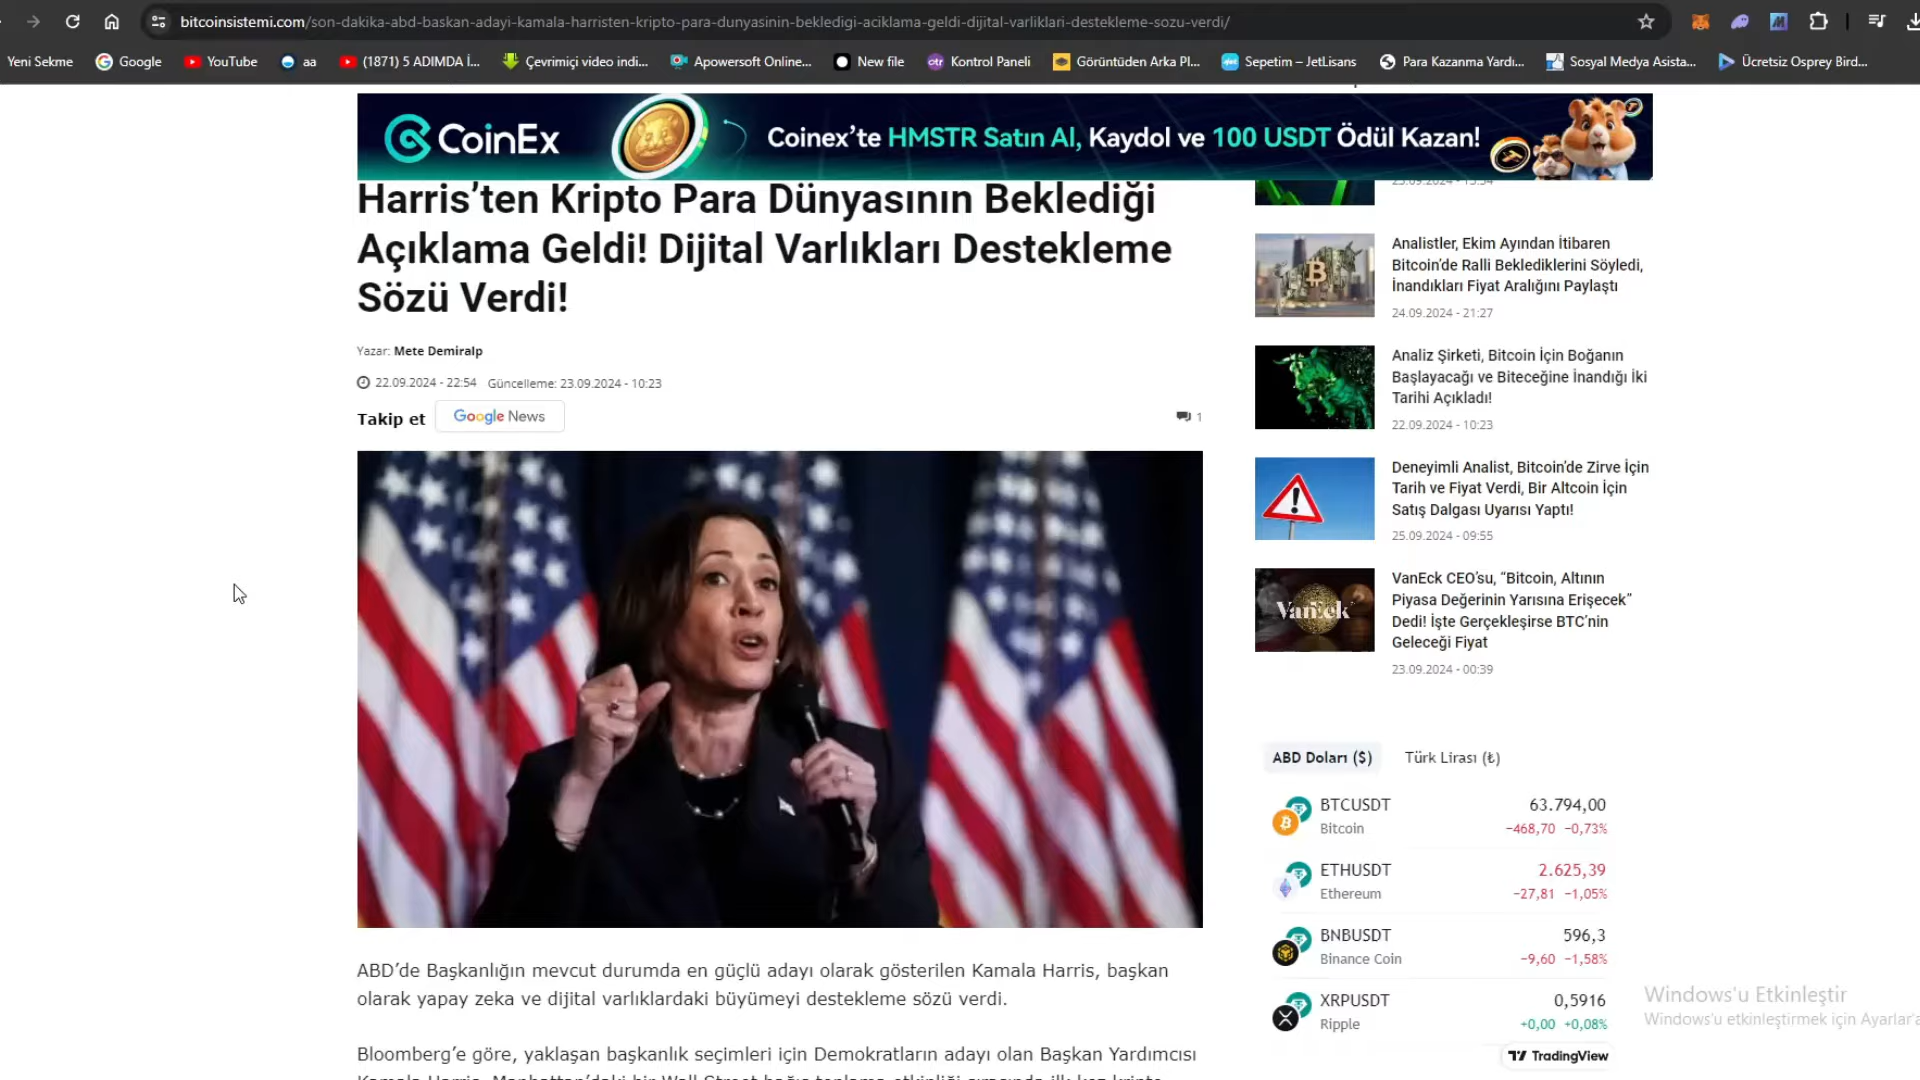 bitcoinsistemi.com/son-dakika-abd-baskan-adayi-kamala-harristen-kripto-para-dunyasinin-bekledigi-aciklama-geldi-dijital-varliklari-destekleme-sozu-verdi/
Yeni Sekme
Google
YouTube
aa
(1871) 5 ADIMDA İ...
Çevrimiçi video indi...
Apowersoft Online...
New file
Kontrol Paneli
Görüntüden Arka Pl...
Sepetim – JetLisans
Para Kazanma Yardı...
Sosyal Medya Asista...
Ücretsiz Osprey Bird...
CoinEx
Coinex’te HMSTR Satın Al, Kaydol ve 100 USDT Ödül Kazan!
Harris’ten Kripto Para Dünyasının Beklediği
Açıklama Geldi! Dijital Varlıkları Destekleme
Sözü Verdi!
Yazar: Mete Demiralp
22.09.2024 - 22:54 Güncelleme: 23.09.2024 - 10:23
Takip et
Google News
1
ABD’de Başkanlığın mevcut durumda en güçlü adayı olarak gösterilen Kamala Harris, başkan
olarak yapay zeka ve dijital varlıklardaki büyümeyi destekleme sözü verdi.
Bloomberg’e göre, yaklaşan başkanlık seçimleri için Demokratların adayı olan Başkan Yardımcısı
Analistler, Ekim Ayından İtibaren
Bitcoin’de Ralli Beklediklerini Söyledi,
İnandıkları Fiyat Aralığını Paylaştı
24.09.2024 - 21:27
Analiz Şirketi, Bitcoin İçin Boğanın
Başlayacağı ve Biteceğine İnandığı İki
Tarihi Açıkladı!
22.09.2024 - 10:23
Deneyimli Analist, Bitcoin’de Zirve İçin
Tarih ve Fiyat Verdi, Bir Altcoin İçin
Satış Dalgası Uyarısı Yaptı!
25.09.2024 - 09:55
VanEck
VanEck CEO’su, “Bitcoin, Altının
Piyasa Değerinin Yarısına Erişecek”
Dedi! İşte Gerçekleşirse BTC’nin
Geleceği Fiyat
23.09.2024 - 00:39
ABD Doları ($) Türk Lirası (₺)
BTCUSDT 63.794,00
Bitcoin −468,70 −0,73%
ETHUSDT 2.625,39
Ethereum −27,81 −1,05%
BNBUSDT 596,3
Binance Coin −9,60 −1,58%
XRPUSDT 0,5916
Ripple +0,00 +0,08%
TradingView
Windows'u Etkinleştir
Windows'u etkinleştirmek için Ayarlar'a